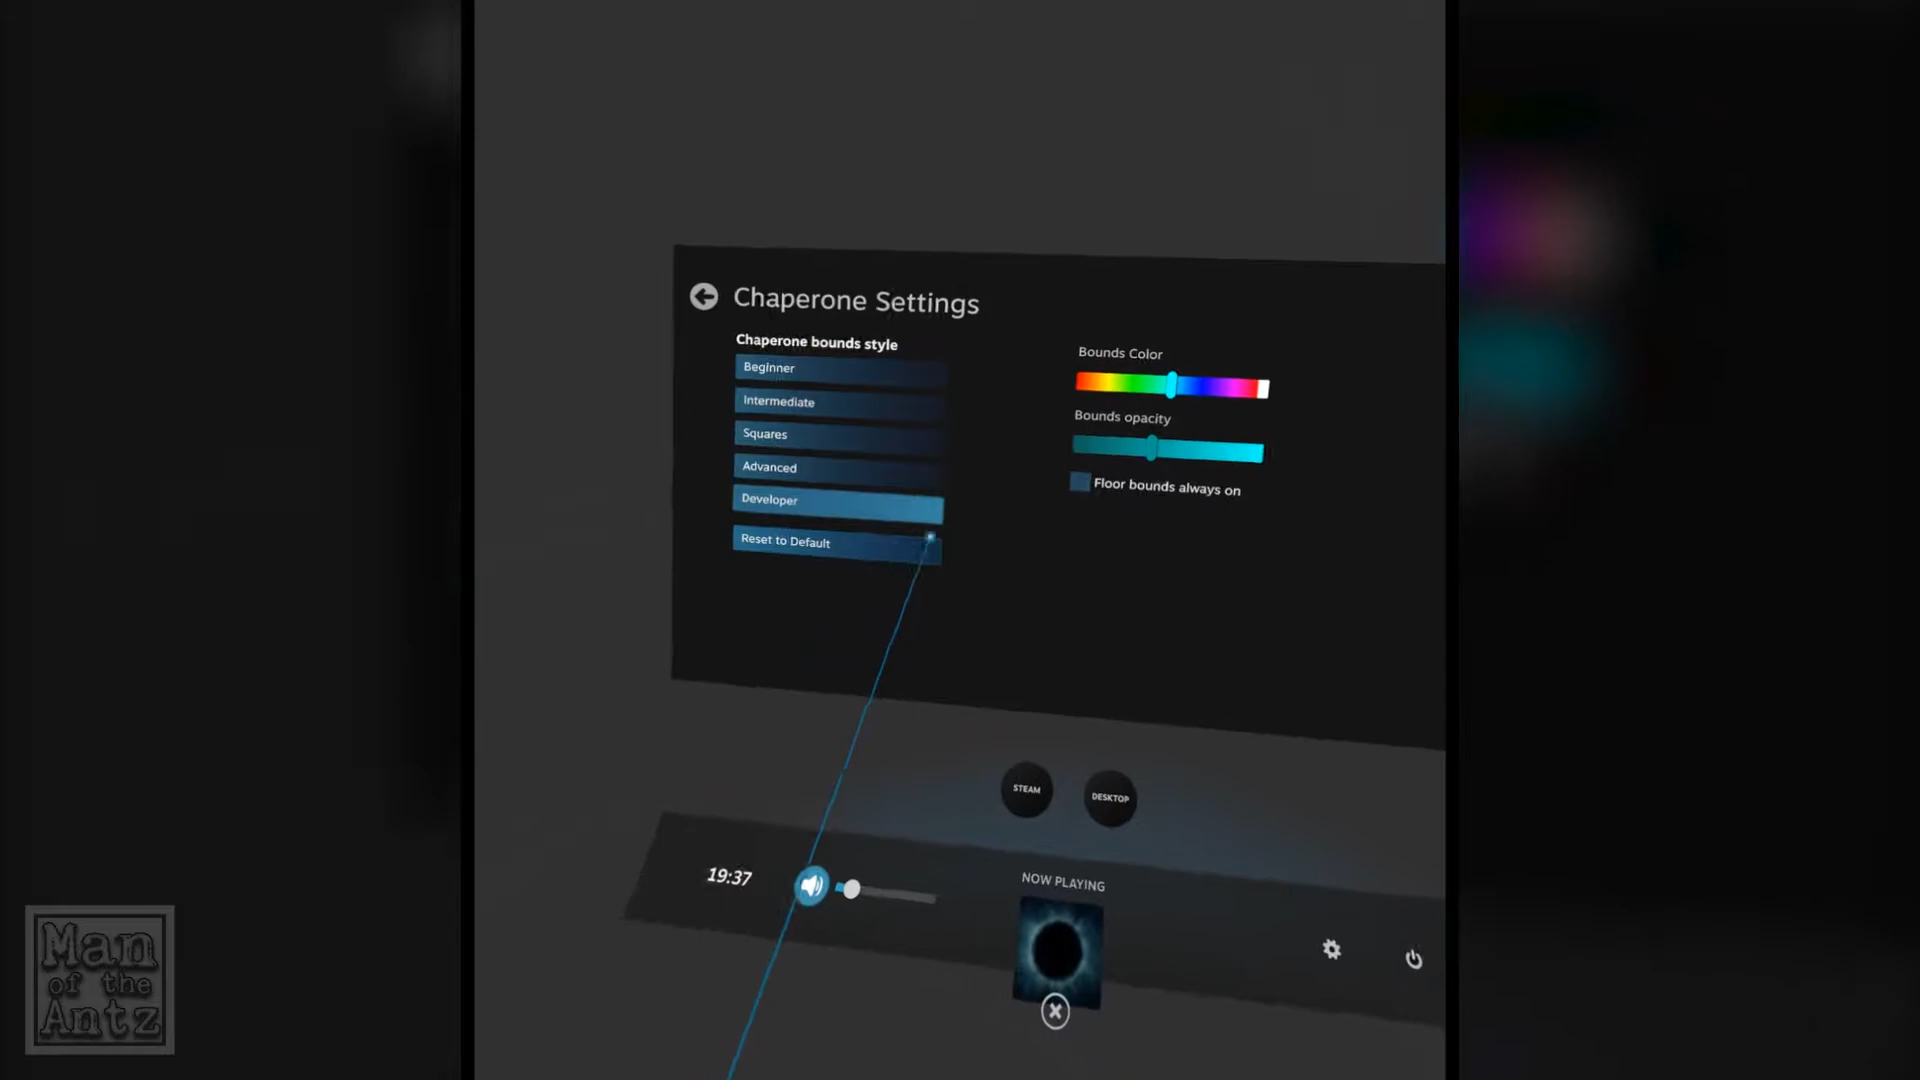 Chaperone Settings
Chaperone bounds style
Beginner
Intermediate
Squares
Advanced
Developer
Reset to Default
Bounds Color
Bounds opacity
Floor bounds always on
STEAM
DESKTOP
19:37
NOW PLAYING
Man
of the
Antz